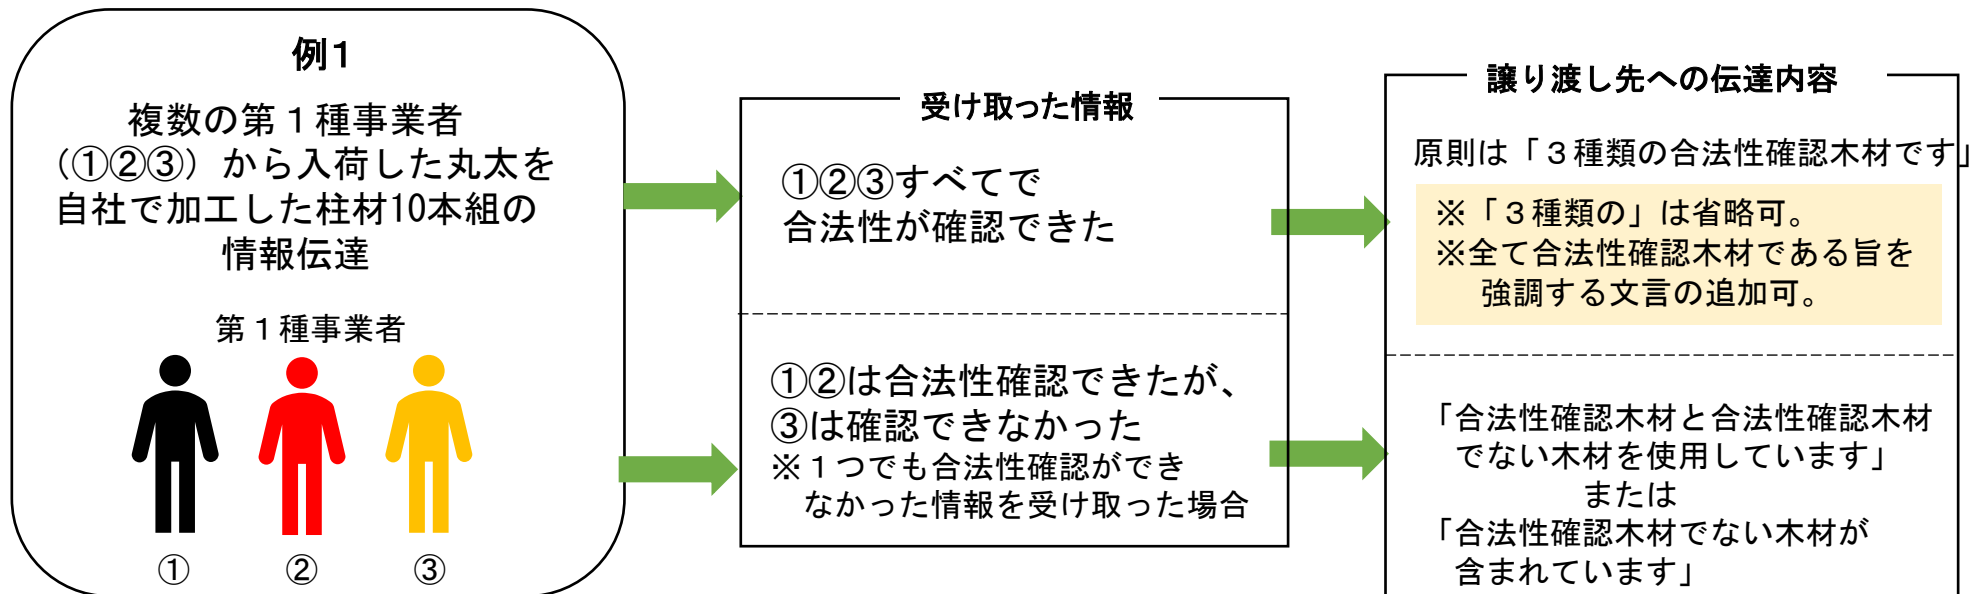 例1
複数の第1種事業者
(①②③)から入荷した丸太を
自社で加工した柱材10本組の
情報伝達
第1種事業者
①
②
③
受け取った情報
①②③すべてで
合法性が確認できた
①②は合法性確認できたが、
③は確認できなかった
※1つでも合法性確認ができ
なかった情報を受け取った場合
譲り渡し先への伝達内容
原則は「3種類の合法性確認木材です」
※「3種類の」は省略可。
※全て合法性確認木材である旨を
強調する文言の追加可。
「合法性確認木材と合法性確認木材
でない木材を使用しています」
または
「合法性確認木材でない木材が
含まれています」